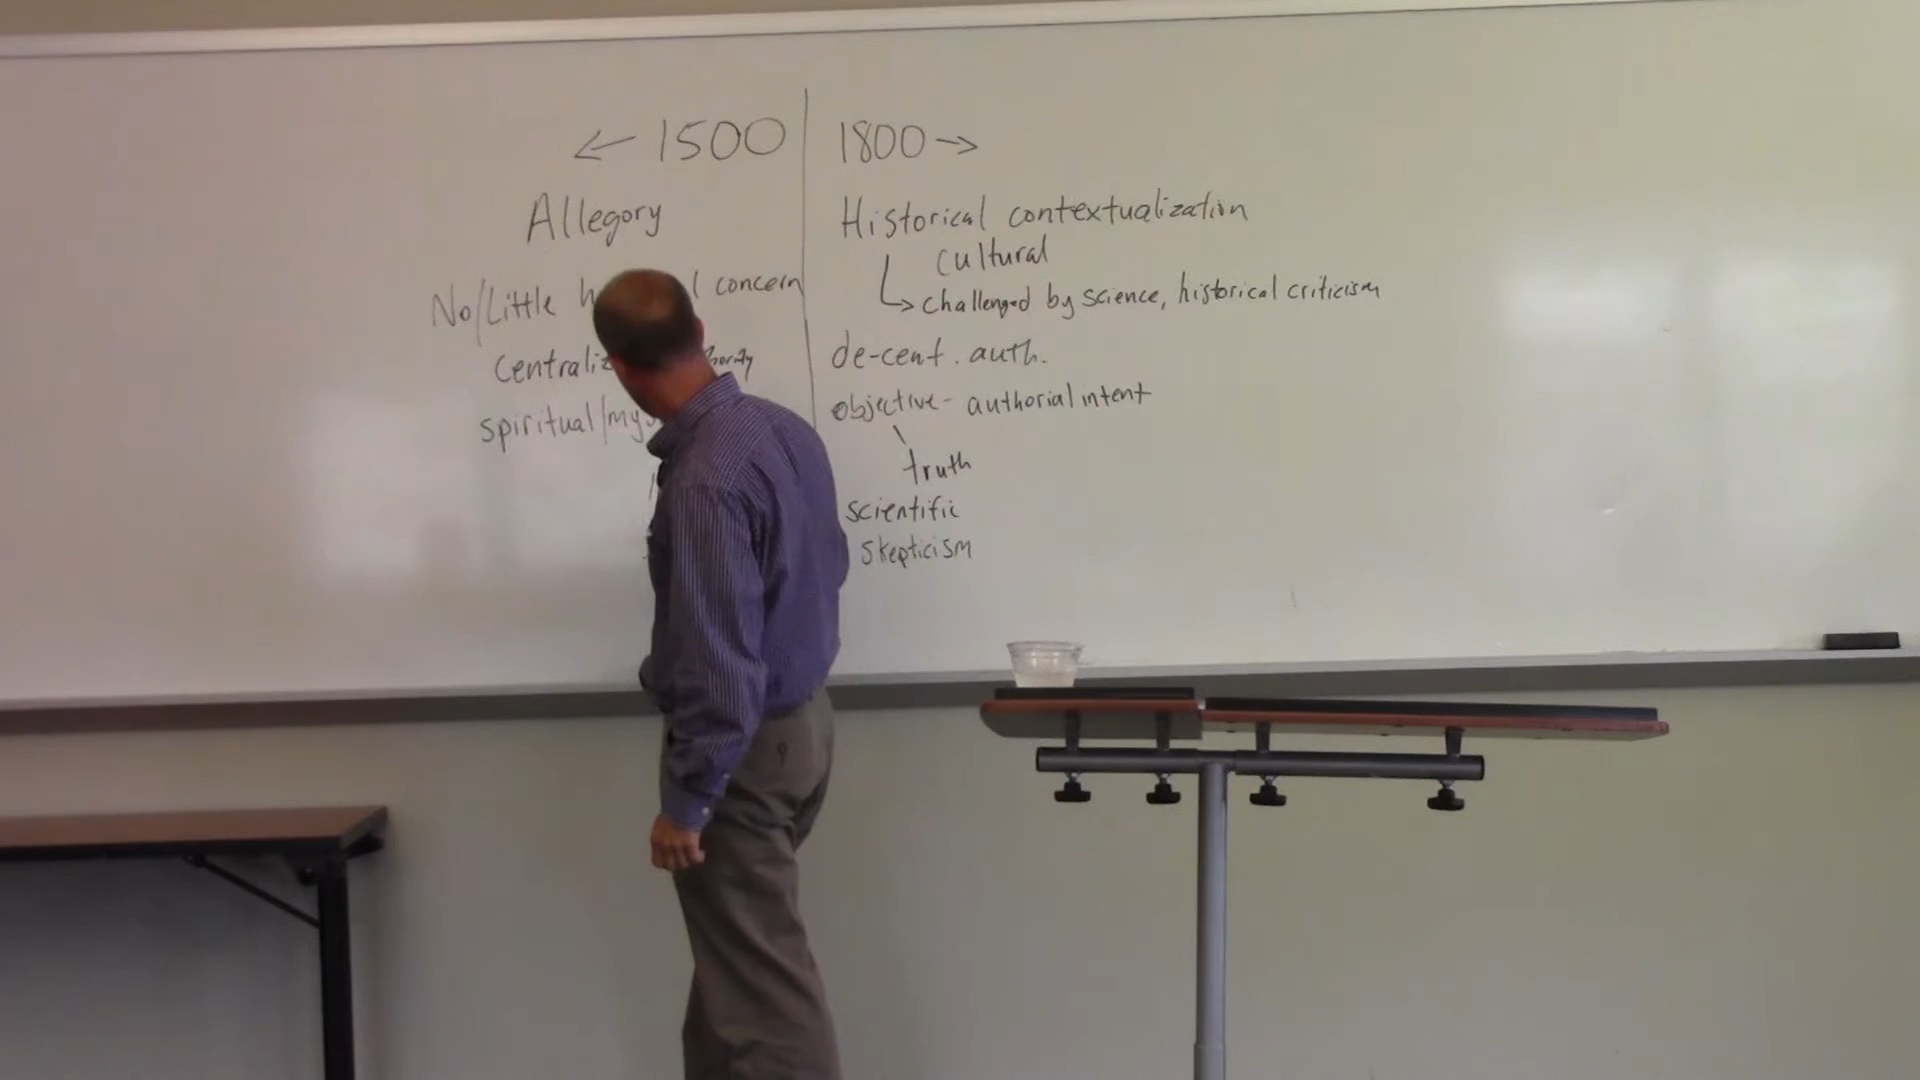 ← 1500
Allegory
No/Little concern
spiritual/
1800 →
Historical contextualization
cultural
↳ challenged by science, historical criticism
de-cent. auth.
objective - authorial intent
\ truth
scientific
skepticism